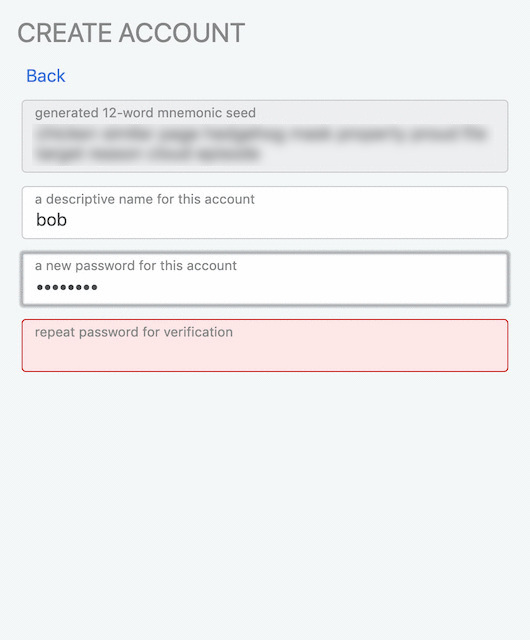 CREATE ACCOUNT
Back
generated 12-word mnemonic seed
a descriptive name for this account
bob
a new password for this account
••••••••
repeat password for verification